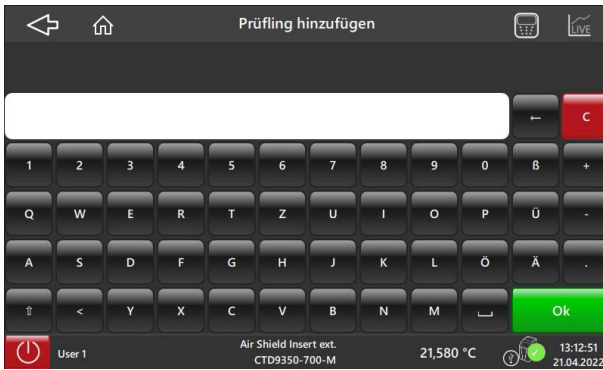 Prüfling hinzufügen
LIVE
← C
1 2 3 4 5 6 7 8 9 0 ß +
Q W E R T Z U I O P Ü -
A S D F G H J K L Ö Ä .
⇧ < Y X C V B N M ⎵ Ok
User 1
Air Shield Insert ext.
CTD9350-700-M
21,580 °C
?
13:12:51
21.04.2022